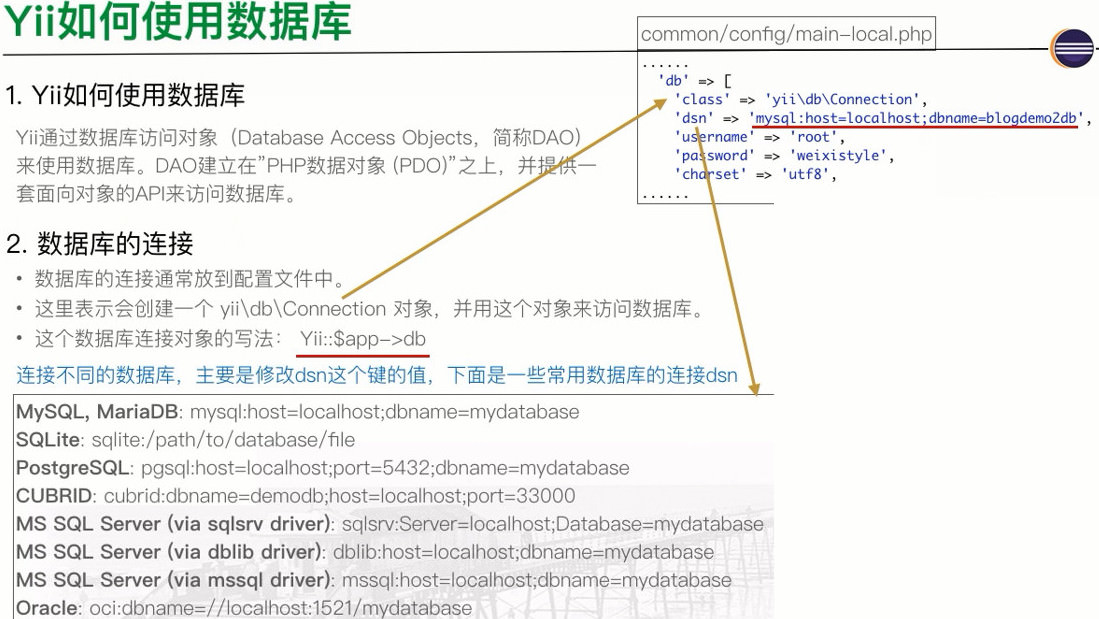 Yii如何使用数据库
common/config/main-local.php
......
'db' => [
'class' => 'yii\db\Connection',
'dsn' => 'mysql:host=localhost;dbname=blogdemo2db',
'username' => 'root',
'password' => 'weixistyle',
'charset' => 'utf8',
......
1. Yii如何使用数据库
Yii通过数据库访问对象（Database Access Objects，简称DAO）
来使用数据库。DAO建立在”PHP数据对象 (PDO)”之上，并提供一
套面向对象的API来访问数据库。
2. 数据库的连接
• 数据库的连接通常放到配置文件中。
• 这里表示会创建一个 yii\db\Connection 对象，并用这个对象来访问数据库。
• 这个数据库连接对象的写法： Yii::$app->db
连接不同的数据库，主要是修改dsn这个键的值，下面是一些常用数据库的连接dsn
MySQL, MariaDB: mysql:host=localhost;dbname=mydatabase
SQLite: sqlite:/path/to/database/file
PostgreSQL: pgsql:host=localhost;port=5432;dbname=mydatabase
CUBRID: cubrid:dbname=demodb;host=localhost;port=33000
MS SQL Server (via sqlsrv driver): sqlsrv:Server=localhost;Database=mydatabase
MS SQL Server (via dblib driver): dblib:host=localhost;dbname=mydatabase
MS SQL Server (via mssql driver): mssql:host=localhost;dbname=mydatabase
Oracle: oci:dbname=//localhost:1521/mydatabase